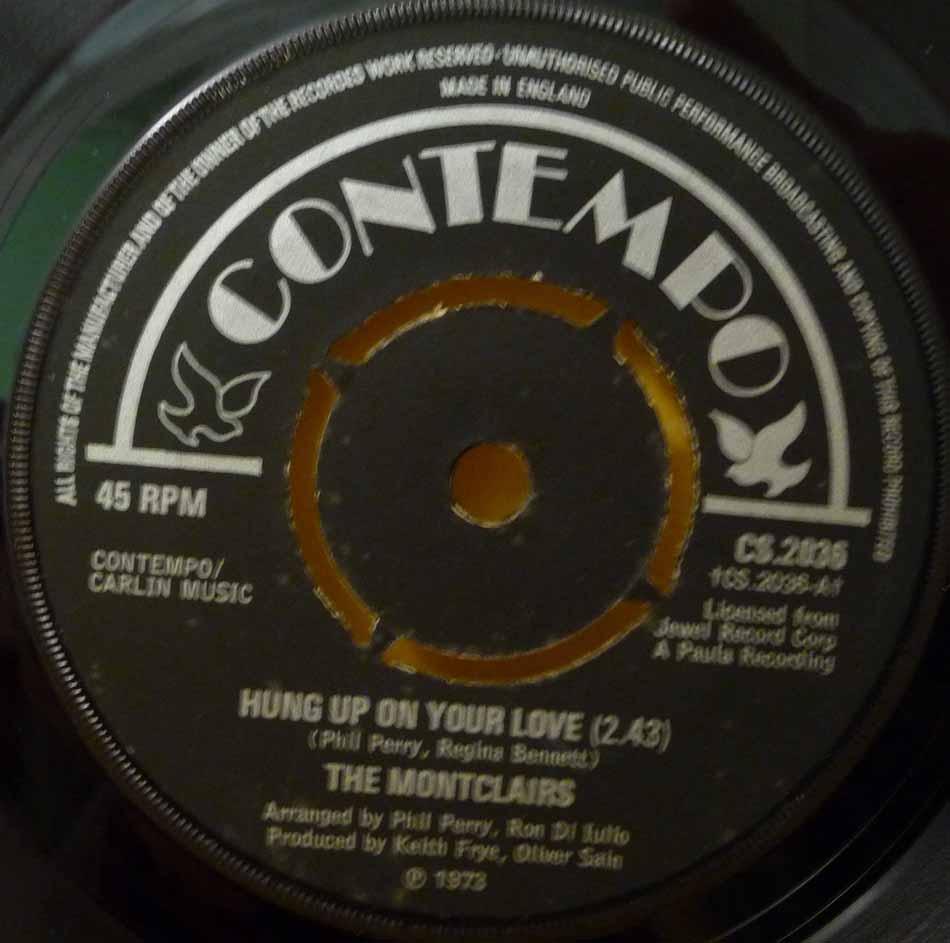 ALL RIGHTS OF THE MANUFACTURER AND OF THE OWNER OF THE RECORDED WORK RESERVED · UNAUTHORISED PUBLIC PERFORMANCE BROADCASTING AND COPYING OF THIS RECORD PROHIBITED
MADE IN ENGLAND
CONTEMPO
45 RPM
CONTEMPO/
CARLIN MUSIC
CS.2036
†CS.2036-A†
Licensed from
Jewel Record Corp
A Paula Recording
HUNG UP ON YOUR LOVE (2.43)
(Phil Perry, Regina Bennett)
THE MONTCLAIRS
Arranged by Phil Perry, Ron Di Iulio
Produced by Keith Frye, Oliver Sain
℗ 1973